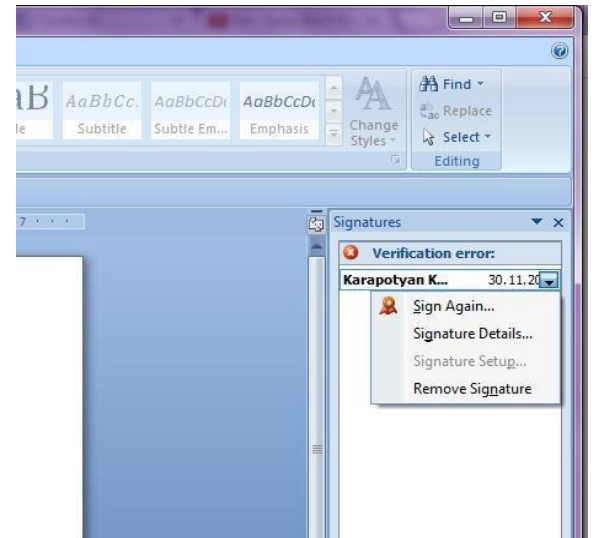 AaBbCc. AaBbCcDc AaBbCcDc
Subtitle Subtle Em... Emphasis
Change
Styles
Find
Replace
Select
Editing
7
Signatures
Verification error:
Karapotyan K... 30.11.20
Sign Again...
Signature Details...
Signature Setup...
Remove Signature